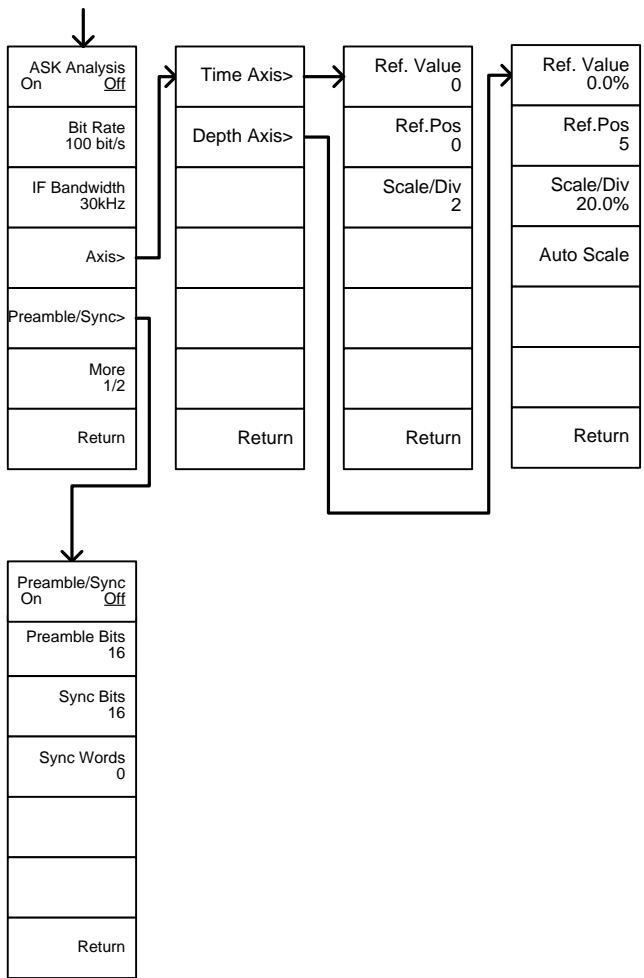 ASK Analysis
On Off
Bit Rate
100 bit/s
IF Bandwidth
30kHz
Axis>
Preamble/Sync>
More
1/2
Return
Time Axis>
Depth Axis>
Return
Ref. Value
0
Ref.Pos
0
Scale/Div
2
Return
Ref. Value
0.0%
Ref.Pos
5
Scale/Div
20.0%
Auto Scale
Return
Preamble/Sync
On Off
Preamble Bits
16
Sync Bits
16
Sync Words
0
Return